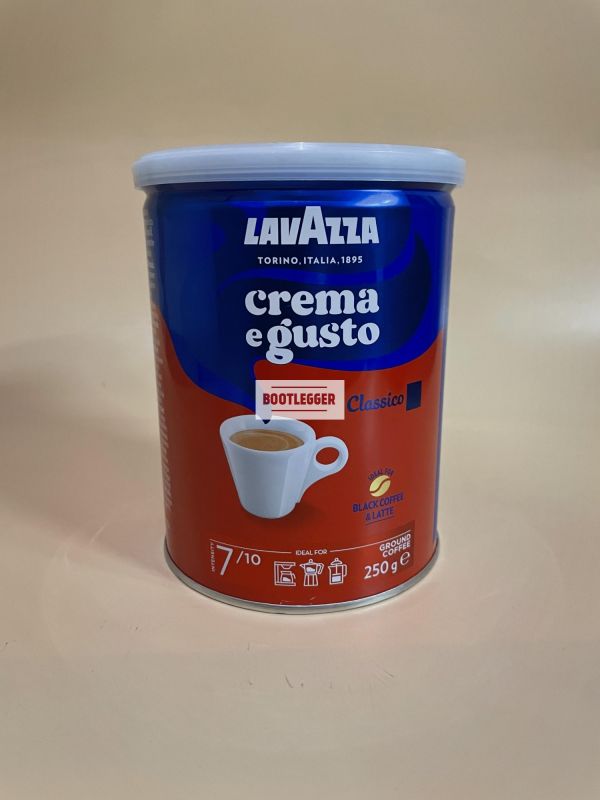 LAVAZZA
TORINO, ITALIA, 1895
crema
e gusto
BOOTLEGGER
Classico
IDEAL FOR
BLACK COFFEE
& LATTE
INTENSITY
7/10
IDEAL FOR
GROUND
COFFEE
250 g e